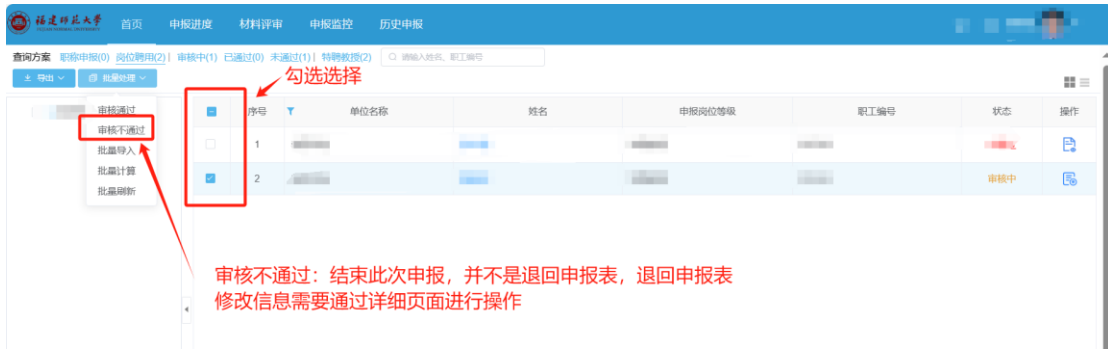 福建师范大学 首页 申报进度 材料评审 申报监控 历史申报
查询方案 职称申报(0) 岗位聘用(2) | 审核中(1) 已通过(0) 未通过(1) | 特聘教授(2) 请输入姓名、职工编号
导出 批量处理
勾选选择
审核通过
审核不通过
批量导入
批量计算
批量刷新
序号 单位名称 姓名 申报岗位等级 职工编号 状态 操作
1
2 审核中
审核不通过：结束此次申报，并不是退回申报表，退回申报表
修改信息需要通过详细页面进行操作